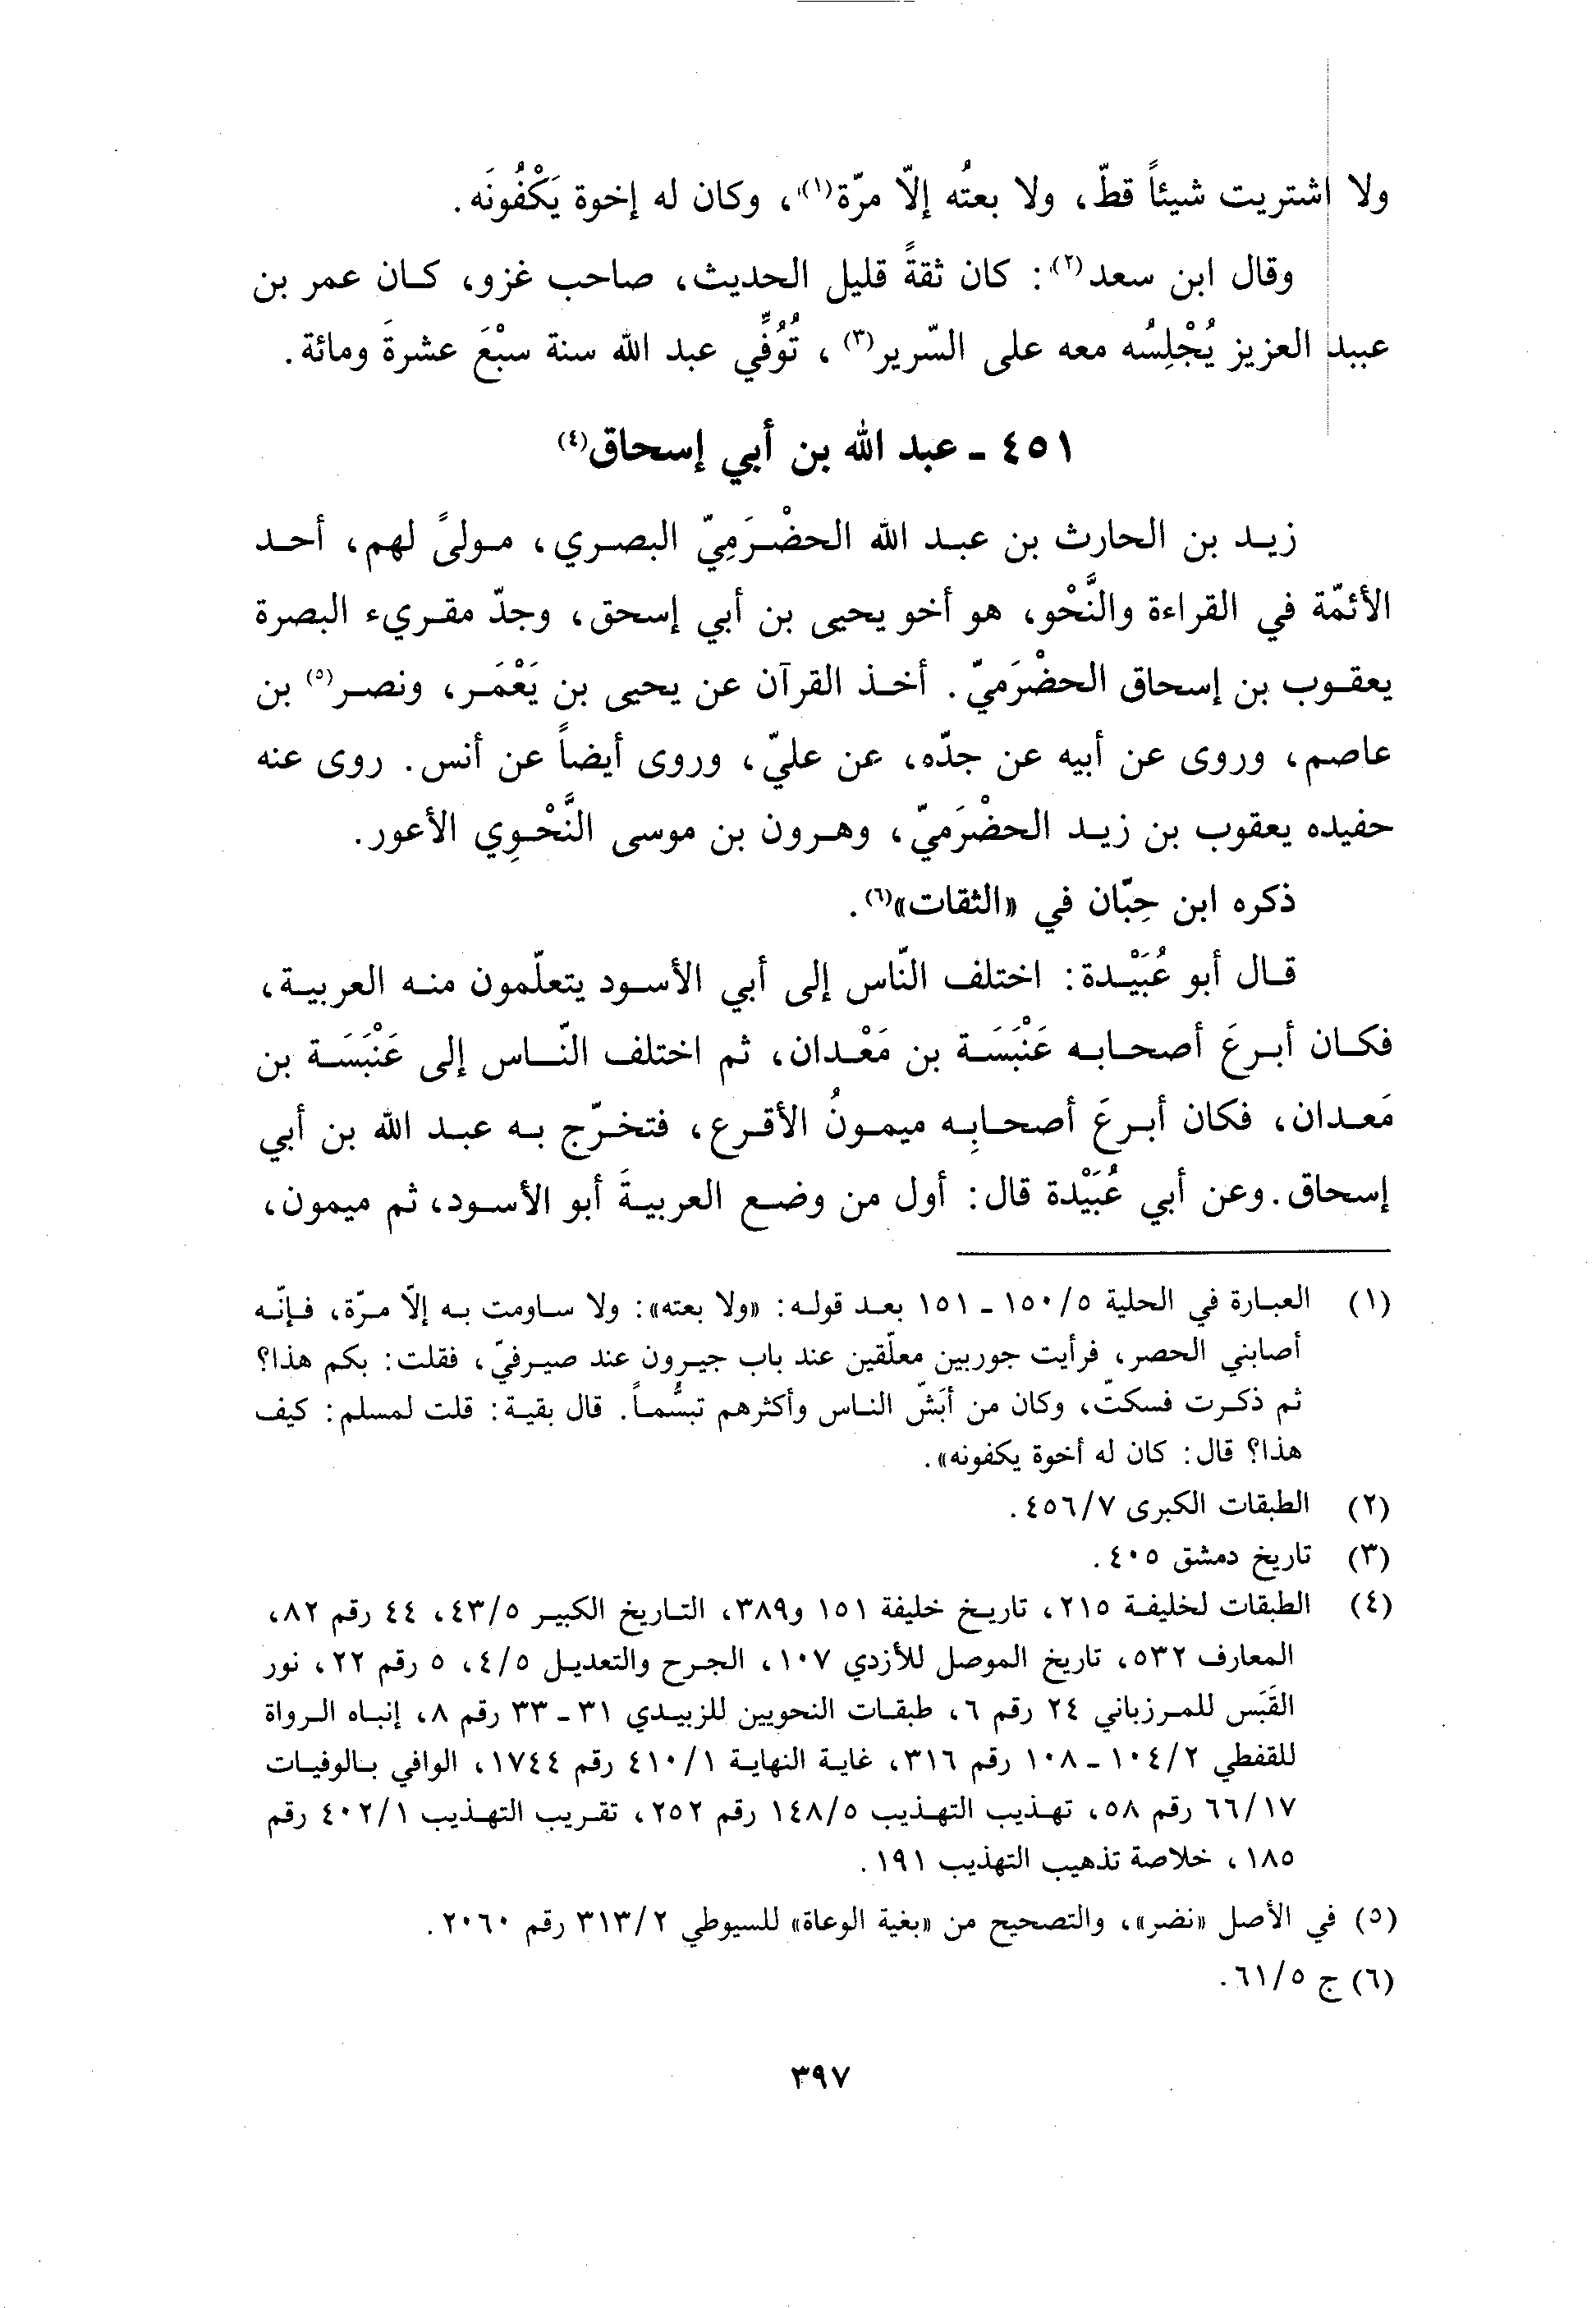 ولا اشتريت شيئاً قطّ، ولا بعتُه إلاّ مرّة(١)، وكان له إخوة يَكْفُونَه.
وقال ابن سعد(٢): كان ثقةً قليل الحديث، صاحب غزو، كان عمر بن
عبد العزيز يُجْلِسُه معه على السّرير(٣)، تُوُفِّي عبد الله سنة سبْعَ عشرةَ ومائة.
٤٥١ - عبد الله بن أبي إسحاق(٤)
زيد بن الحارث بن عبد الله الحضْرَمِيّ البصري، مولىً لهم، أحد
الأئمّة في القراءة والنَّحْو، هو أخو يحيى بن أبي إسحق، وجدّ مقريء البصرة
يعقوب بن إسحاق الحضْرَميّ. أخذ القرآن عن يحيى بن يَعْمَر، ونصر(٥) بن
عاصم، وروى عن أبيه عن جدّه، عن عليّ، وروى أيضاً عن أنس. روى عنه
حفيده يعقوب بن زيد الحضْرَميّ، وهرون بن موسى النَّحْوِي الأعور.
ذكره ابن حِبّان في «الثقات»(٦).
قال أبو عُبَيْدة: اختلف النّاس إلى أبي الأسود يتعلّمون منه العربية،
فكان أبرعَ أصحابه عَنْبَسَة بن مَعْدان، ثم اختلف النّاس إلى عَنْبَسَة بن
مَعدان، فكان أبرعَ أصحابِه ميمونُ الأقرع، فتخرّج به عبد الله بن أبي
إسحاق. وعن أبي عُبَيْدة قال: أول من وضع العربيةَ أبو الأسود، ثم ميمون،
(١) العبارة في الحلية ١٥٠/٥ - ١٥١ بعد قوله: «ولا بعته»: ولا ساومت به إلاّ مرّة، فإنّه
أصابني الحصر، فرأيت جوربين معلّقين عند باب جيرون عند صيرفيّ، فقلت: بكم هذا؟
ثم ذكرت فسكتّ، وكان من أبَشّ الناس وأكثرهم تبسُّماً. قال بقية: قلت لمسلم: كيف
هذا؟ قال: كان له أخوة يكفونه».
(٢) الطبقات الكبرى ٤٥٦/٧.
(٣) تاريخ دمشق ٤٠٥.
(٤) الطبقات لخليفة ٢١٥، تاريخ خليفة ١٥١ و٣٨٩، التاريخ الكبير ٤٣/٥، ٤٤ رقم ٨٢،
المعارف ٥٣٢، تاريخ الموصل للأزدي ١٠٧، الجرح والتعديل ٤/٥، ٥ رقم ٢٢، نور
القَبَس للمرزباني ٢٤ رقم ٦، طبقات النحويين للزبيدي ٣١ - ٣٣ رقم ٨، إنباه الرواة
للقفطي ١٠٤/٢ - ١٠٨ رقم ٣١٦، غاية النهاية ٤١٠/١ رقم ١٧٤٤، الوافي بالوفيات
٦٦/١٧ رقم ٥٨، تهذيب التهذيب ١٤٨/٥ رقم ٢٥٢، تقريب التهذيب ٤٠٢/١ رقم
١٨٥، خلاصة تذهيب التهذيب ١٩١.
(٥) في الأصل «نضر»، والتصحيح من «بغية الوعاة» للسيوطي ٣١٣/٢ رقم ٢٠٦٠.
(٦) ج ٦١/٥.
٣٩٧